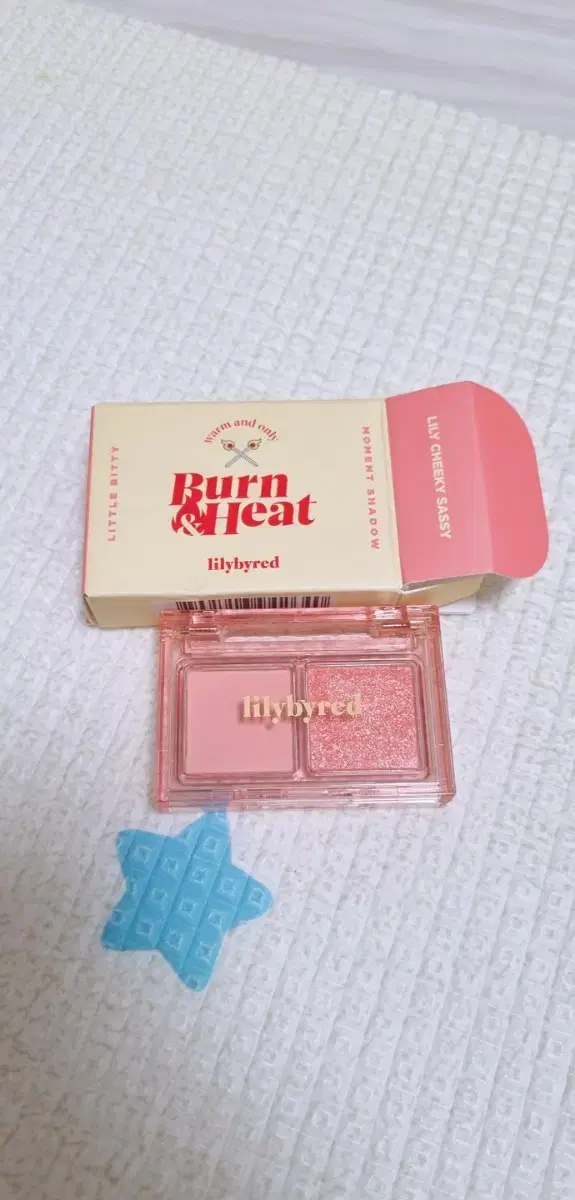 LITTLE BITTY
warm and only
Burn
&Heat
lilybyred
MOMENT SHADOW
LILY CHEEKY SASSY
lilybyred